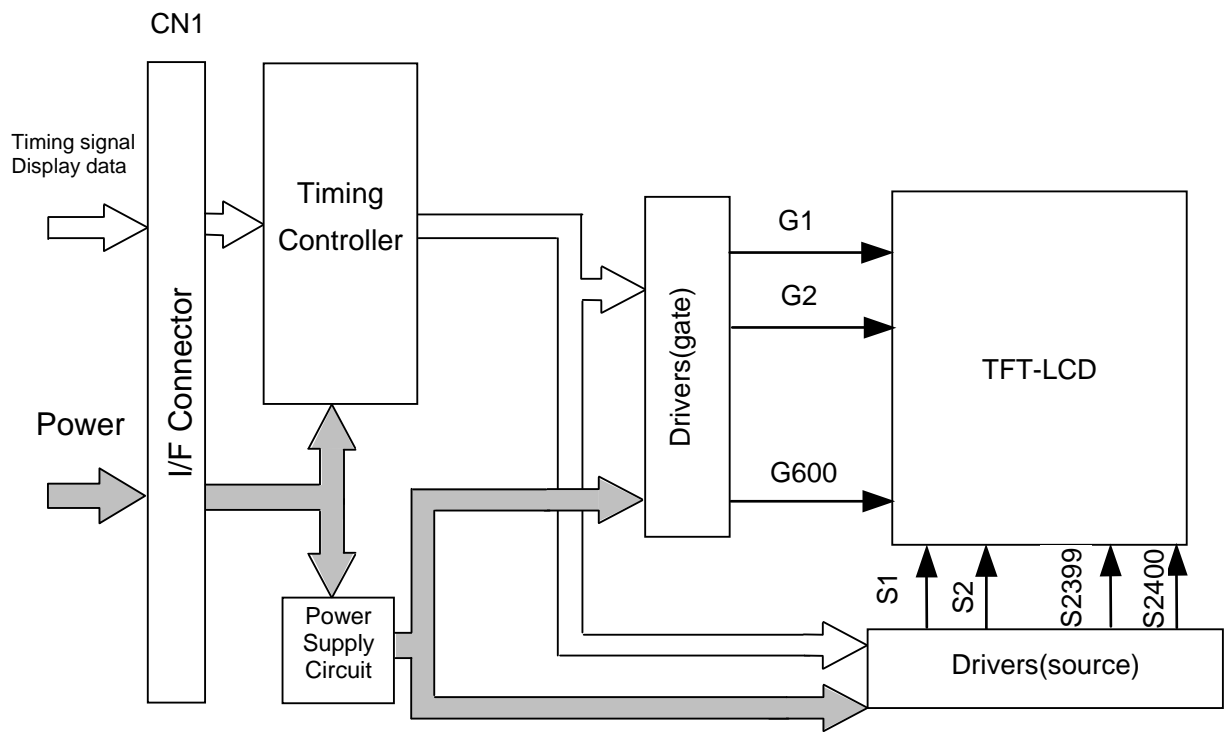 CN1
Timing signal
Display data
Power
I/F Connector
Timing
Controller
Power
Supply
Circuit
Drivers(gate)
G1
G2
G600
TFT-LCD
S1
S2
S2399
S2400
Drivers(source)